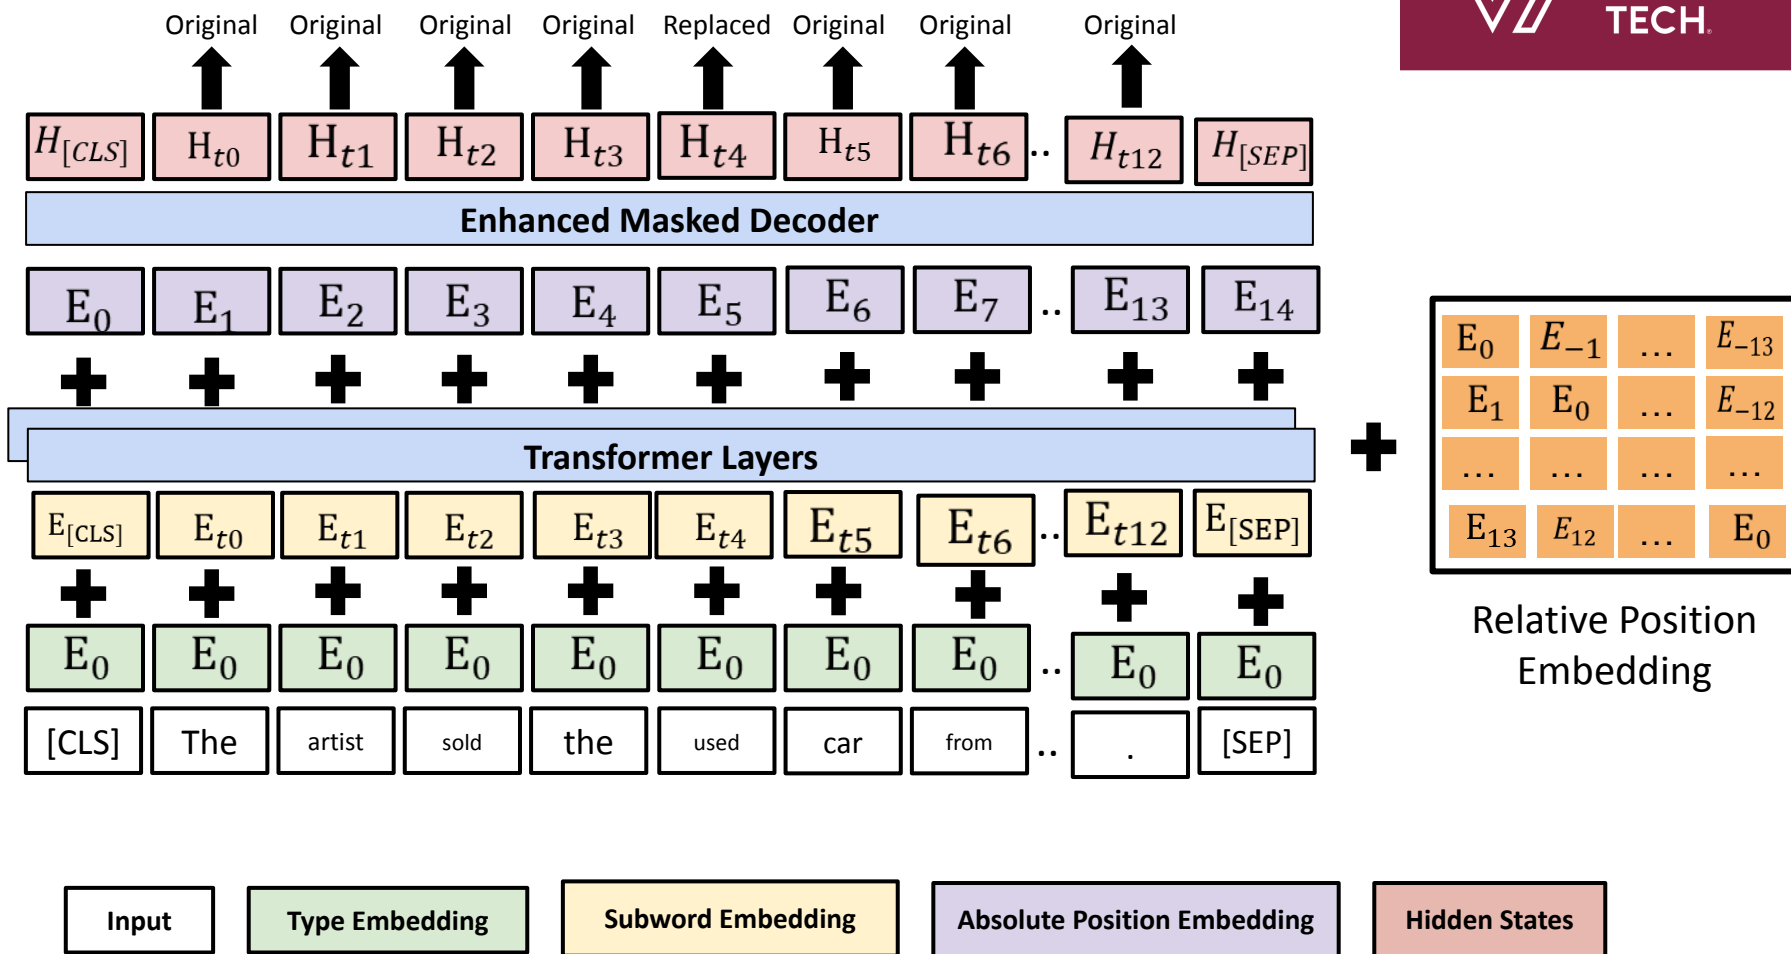 TECH.
Original Original Original Original Replaced Original Original Original
H[CLS] Ht0 Ht1 Ht2 Ht3 Ht4 Ht5 Ht6 .. Ht12 H[SEP]
Enhanced Masked Decoder
E0 E1 E2 E3 E4 E5 E6 E7 .. E13 E14
Transformer Layers
E[CLS] Et0 Et1 Et2 Et3 Et4 Et5 Et6 .. Et12 E[SEP]
E0 E0 E0 E0 E0 E0 E0 E0 .. E0 E0
[CLS] The artist sold the used car from .. . [SEP]
E0 E−1 ... E−13
E1 E0 ... E−12
... ... ... ...
E13 E12 ... E0
Relative Position
Embedding
Input Type Embedding Subword Embedding Absolute Position Embedding Hidden States